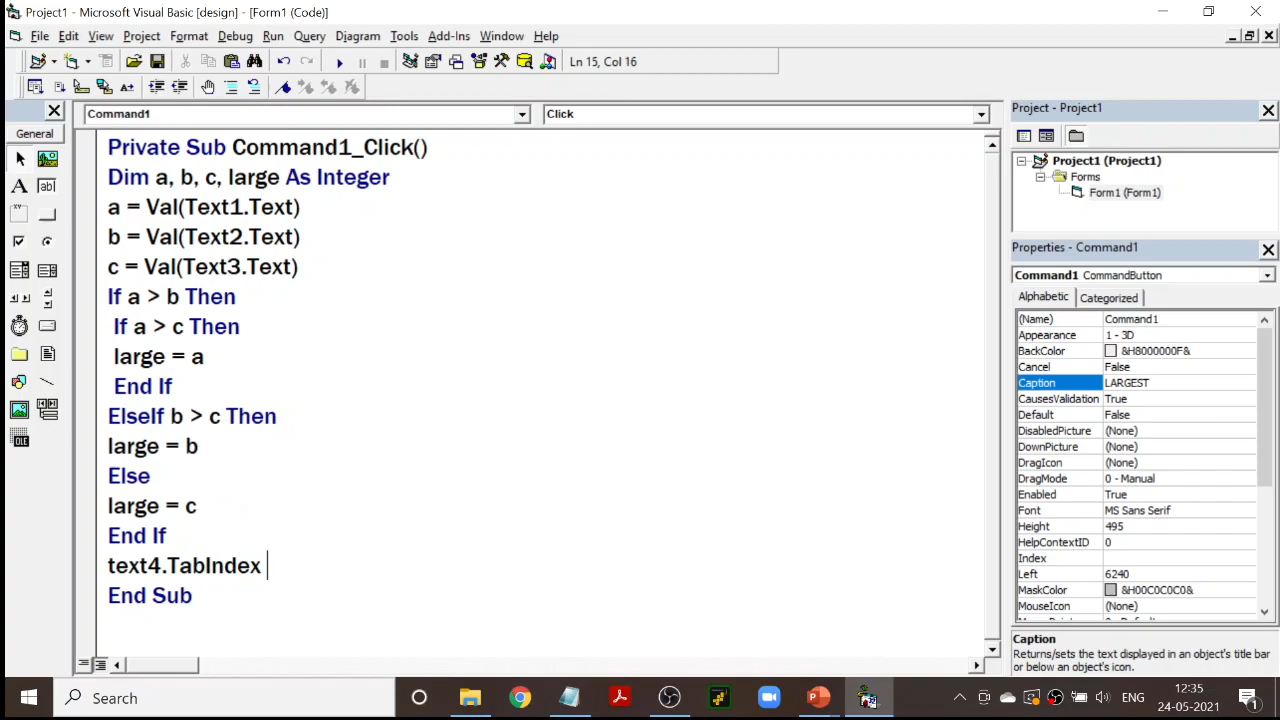 Project1 - Microsoft Visual Basic [design] - [Form1 (Code)]
File Edit View Project Format Debug Run Query Diagram Tools Add-Ins Window Help
Ln 15, Col 16
General
Command1
Click
Private Sub Command1_Click()
Dim a, b, c, large As Integer
a = Val(Text1.Text)
b = Val(Text2.Text)
c = Val(Text3.Text)
If a > b Then
If a > c Then
large = a
End If
ElseIf b > c Then
large = b
Else
large = c
End If
text4.TabIndex
End Sub
Project - Project1
Project1 (Project1)
Forms
Form1 (Form1)
Properties - Command1
Command1 CommandButton
Alphabetic Categorized
(Name) Command1
Appearance 1 - 3D
BackColor &H8000000F&
Cancel False
Caption LARGEST
CausesValidation True
Default False
DisabledPicture (None)
DownPicture (None)
DragIcon (None)
DragMode 0 - Manual
Enabled True
Font MS Sans Serif
Height 495
HelpContextID 0
Index
Left 6240
MaskColor &H00C0C0C0&
MouseIcon (None)
Caption
Returns/sets the text displayed in an object's title bar
or below an object's icon.
Search
ENG
12:35
24-05-2021